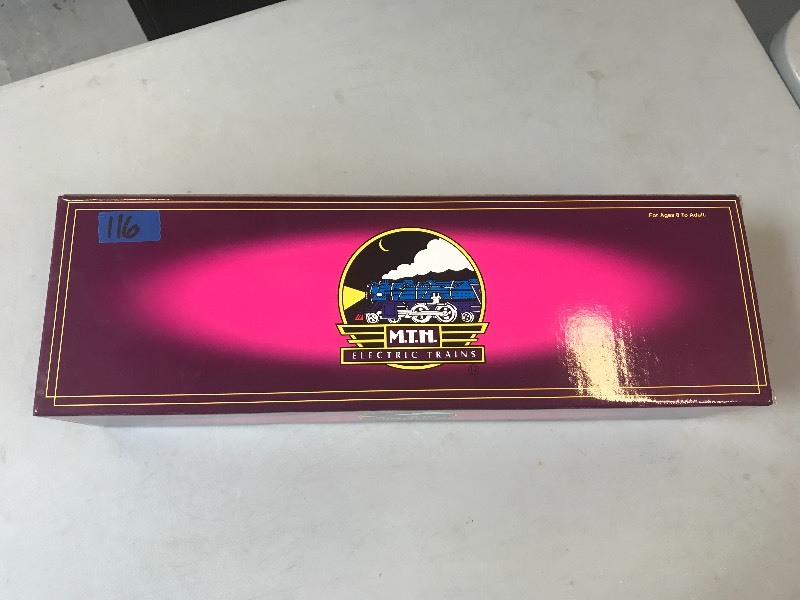 116
For Ages 8 To Adult.
M.T.H.
ELECTRIC TRAINS